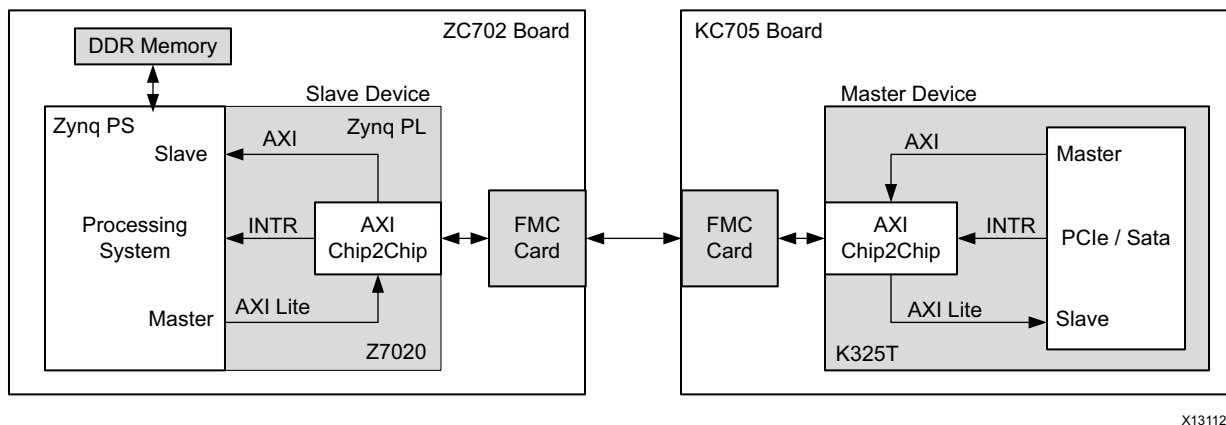 ZC702 Board
DDR Memory
Slave Device
Zynq PS
Zynq PL
AXI
Slave
Processing
System
INTR
AXI
Chip2Chip
FMC
Card
AXI Lite
Master
Z7020
KC705 Board
Master Device
AXI
Master
FMC
Card
AXI
Chip2Chip
INTR
PCIe / Sata
AXI Lite
Slave
K325T
X13112